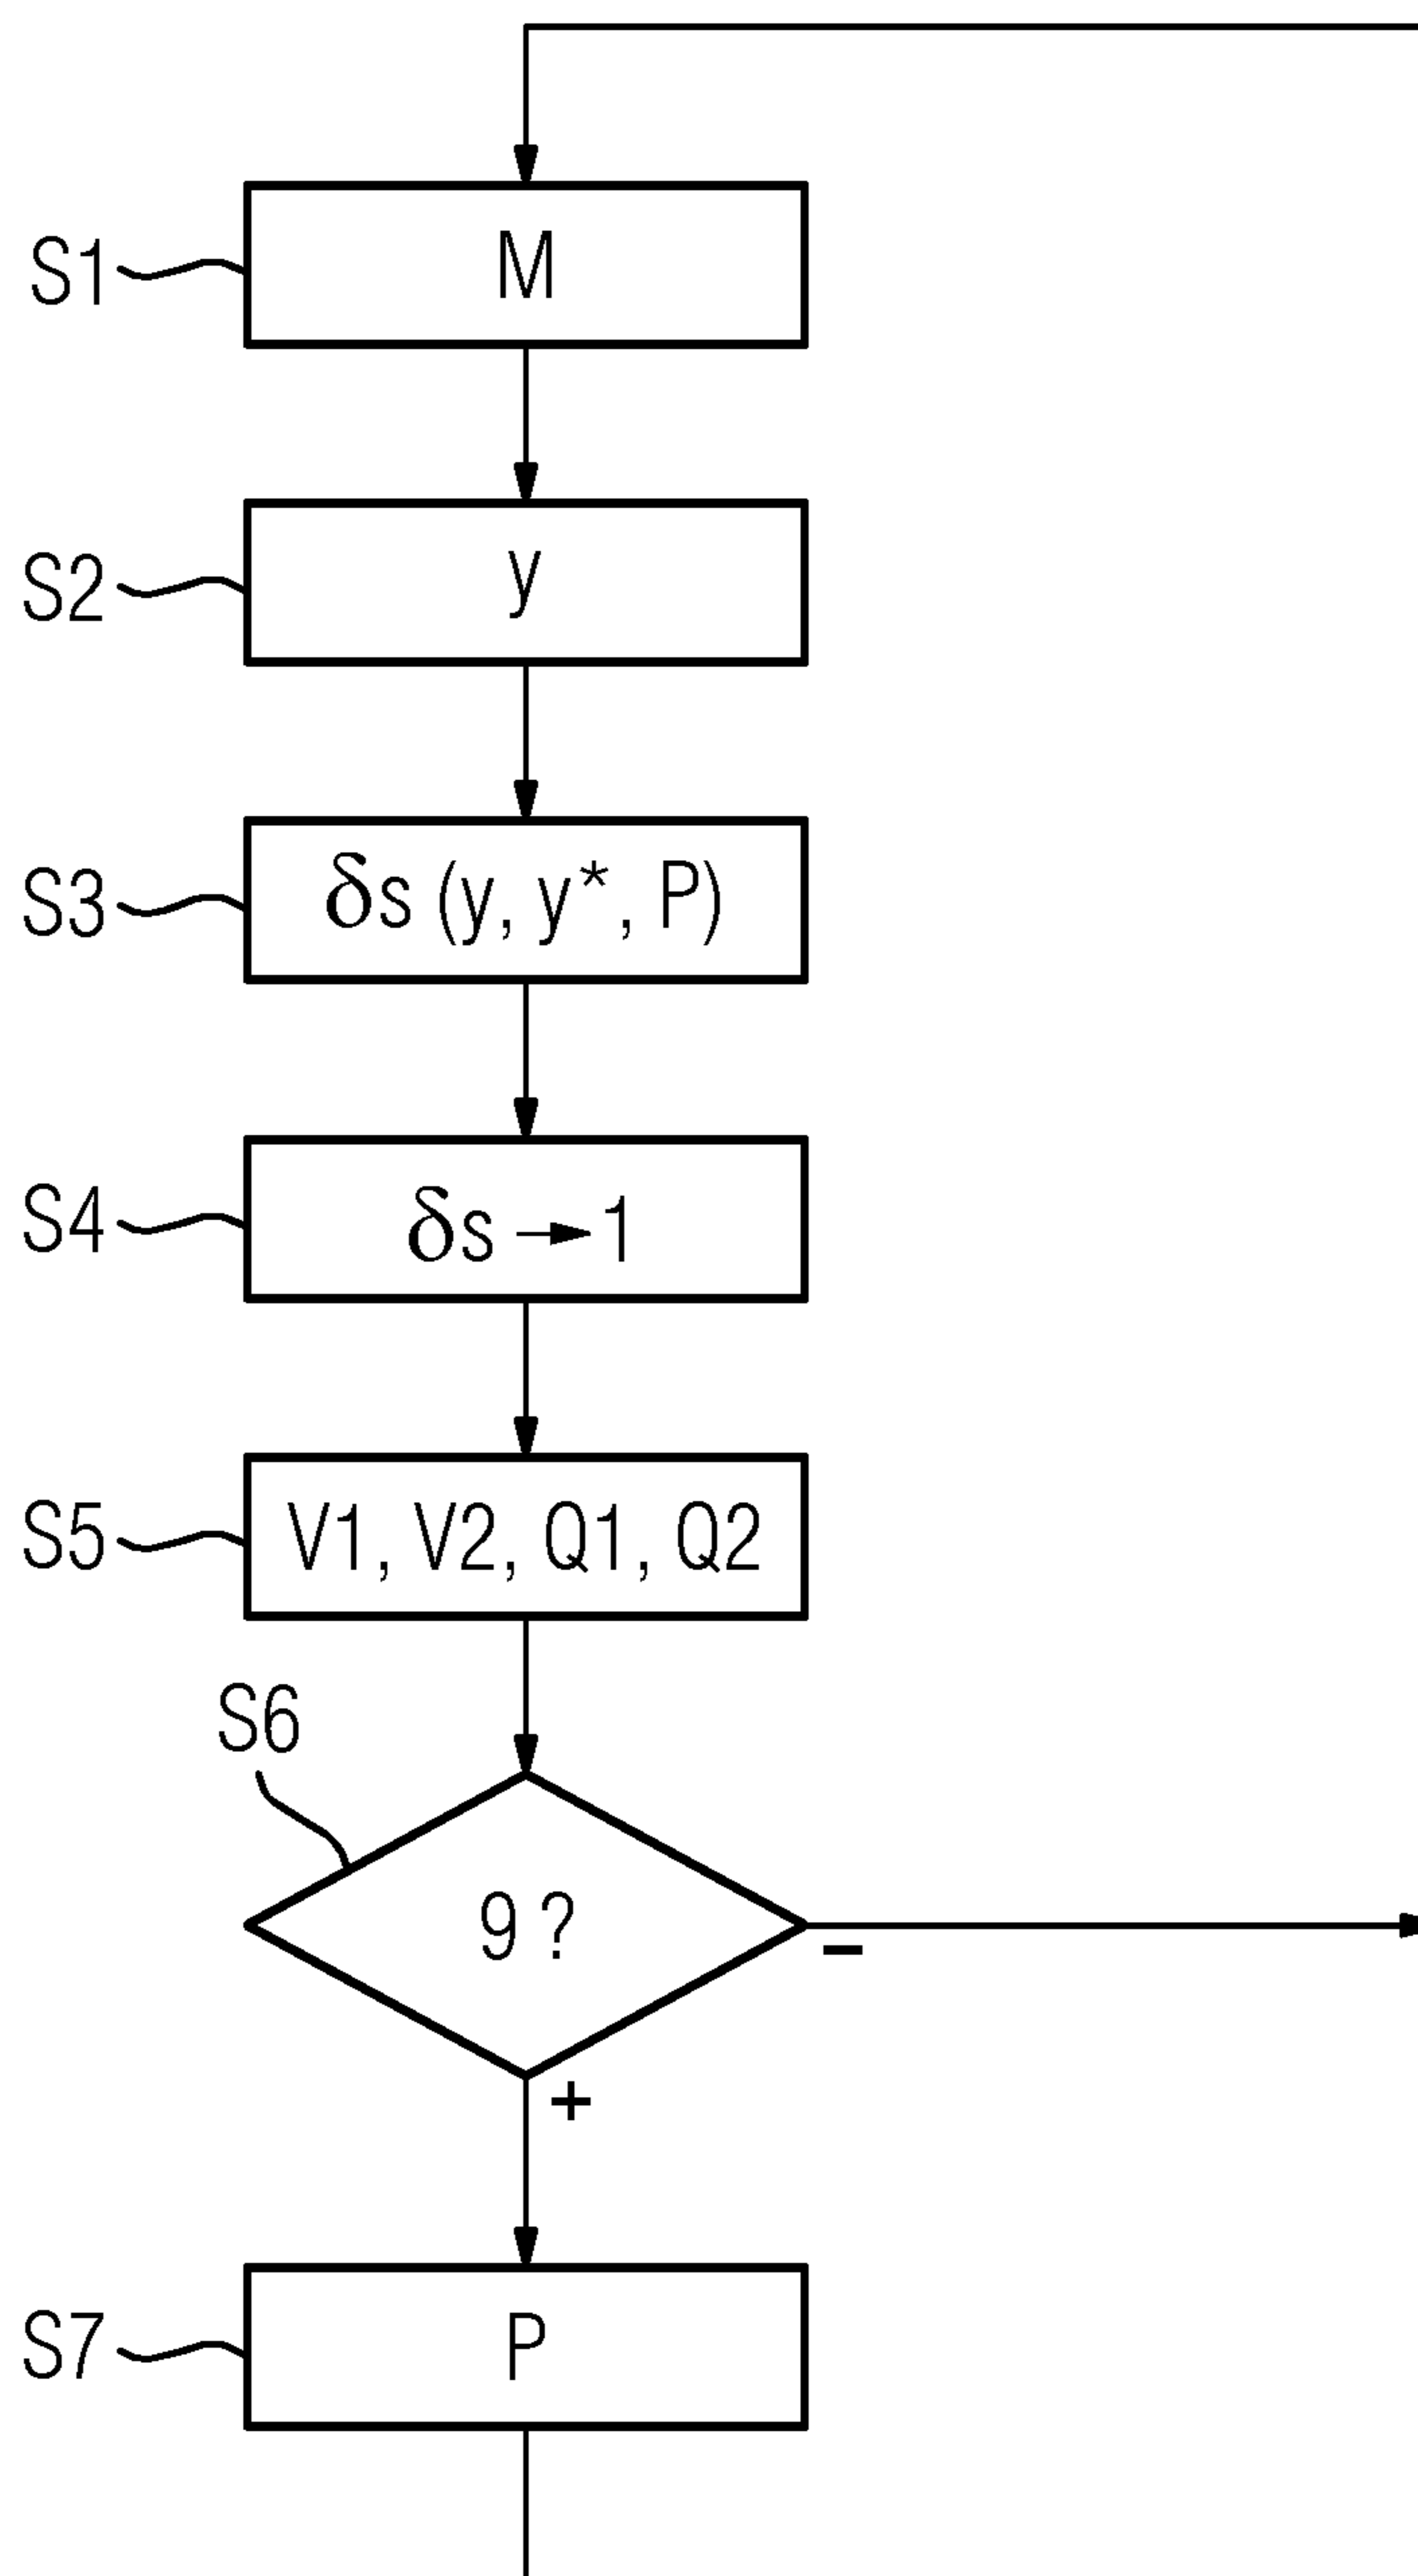 S1 M
S2 y
S3 δs (y, y*, P)
S4 δs → 1
S5 V1, V2, Q1, Q2
S6
9 ?
−
+
S7 P